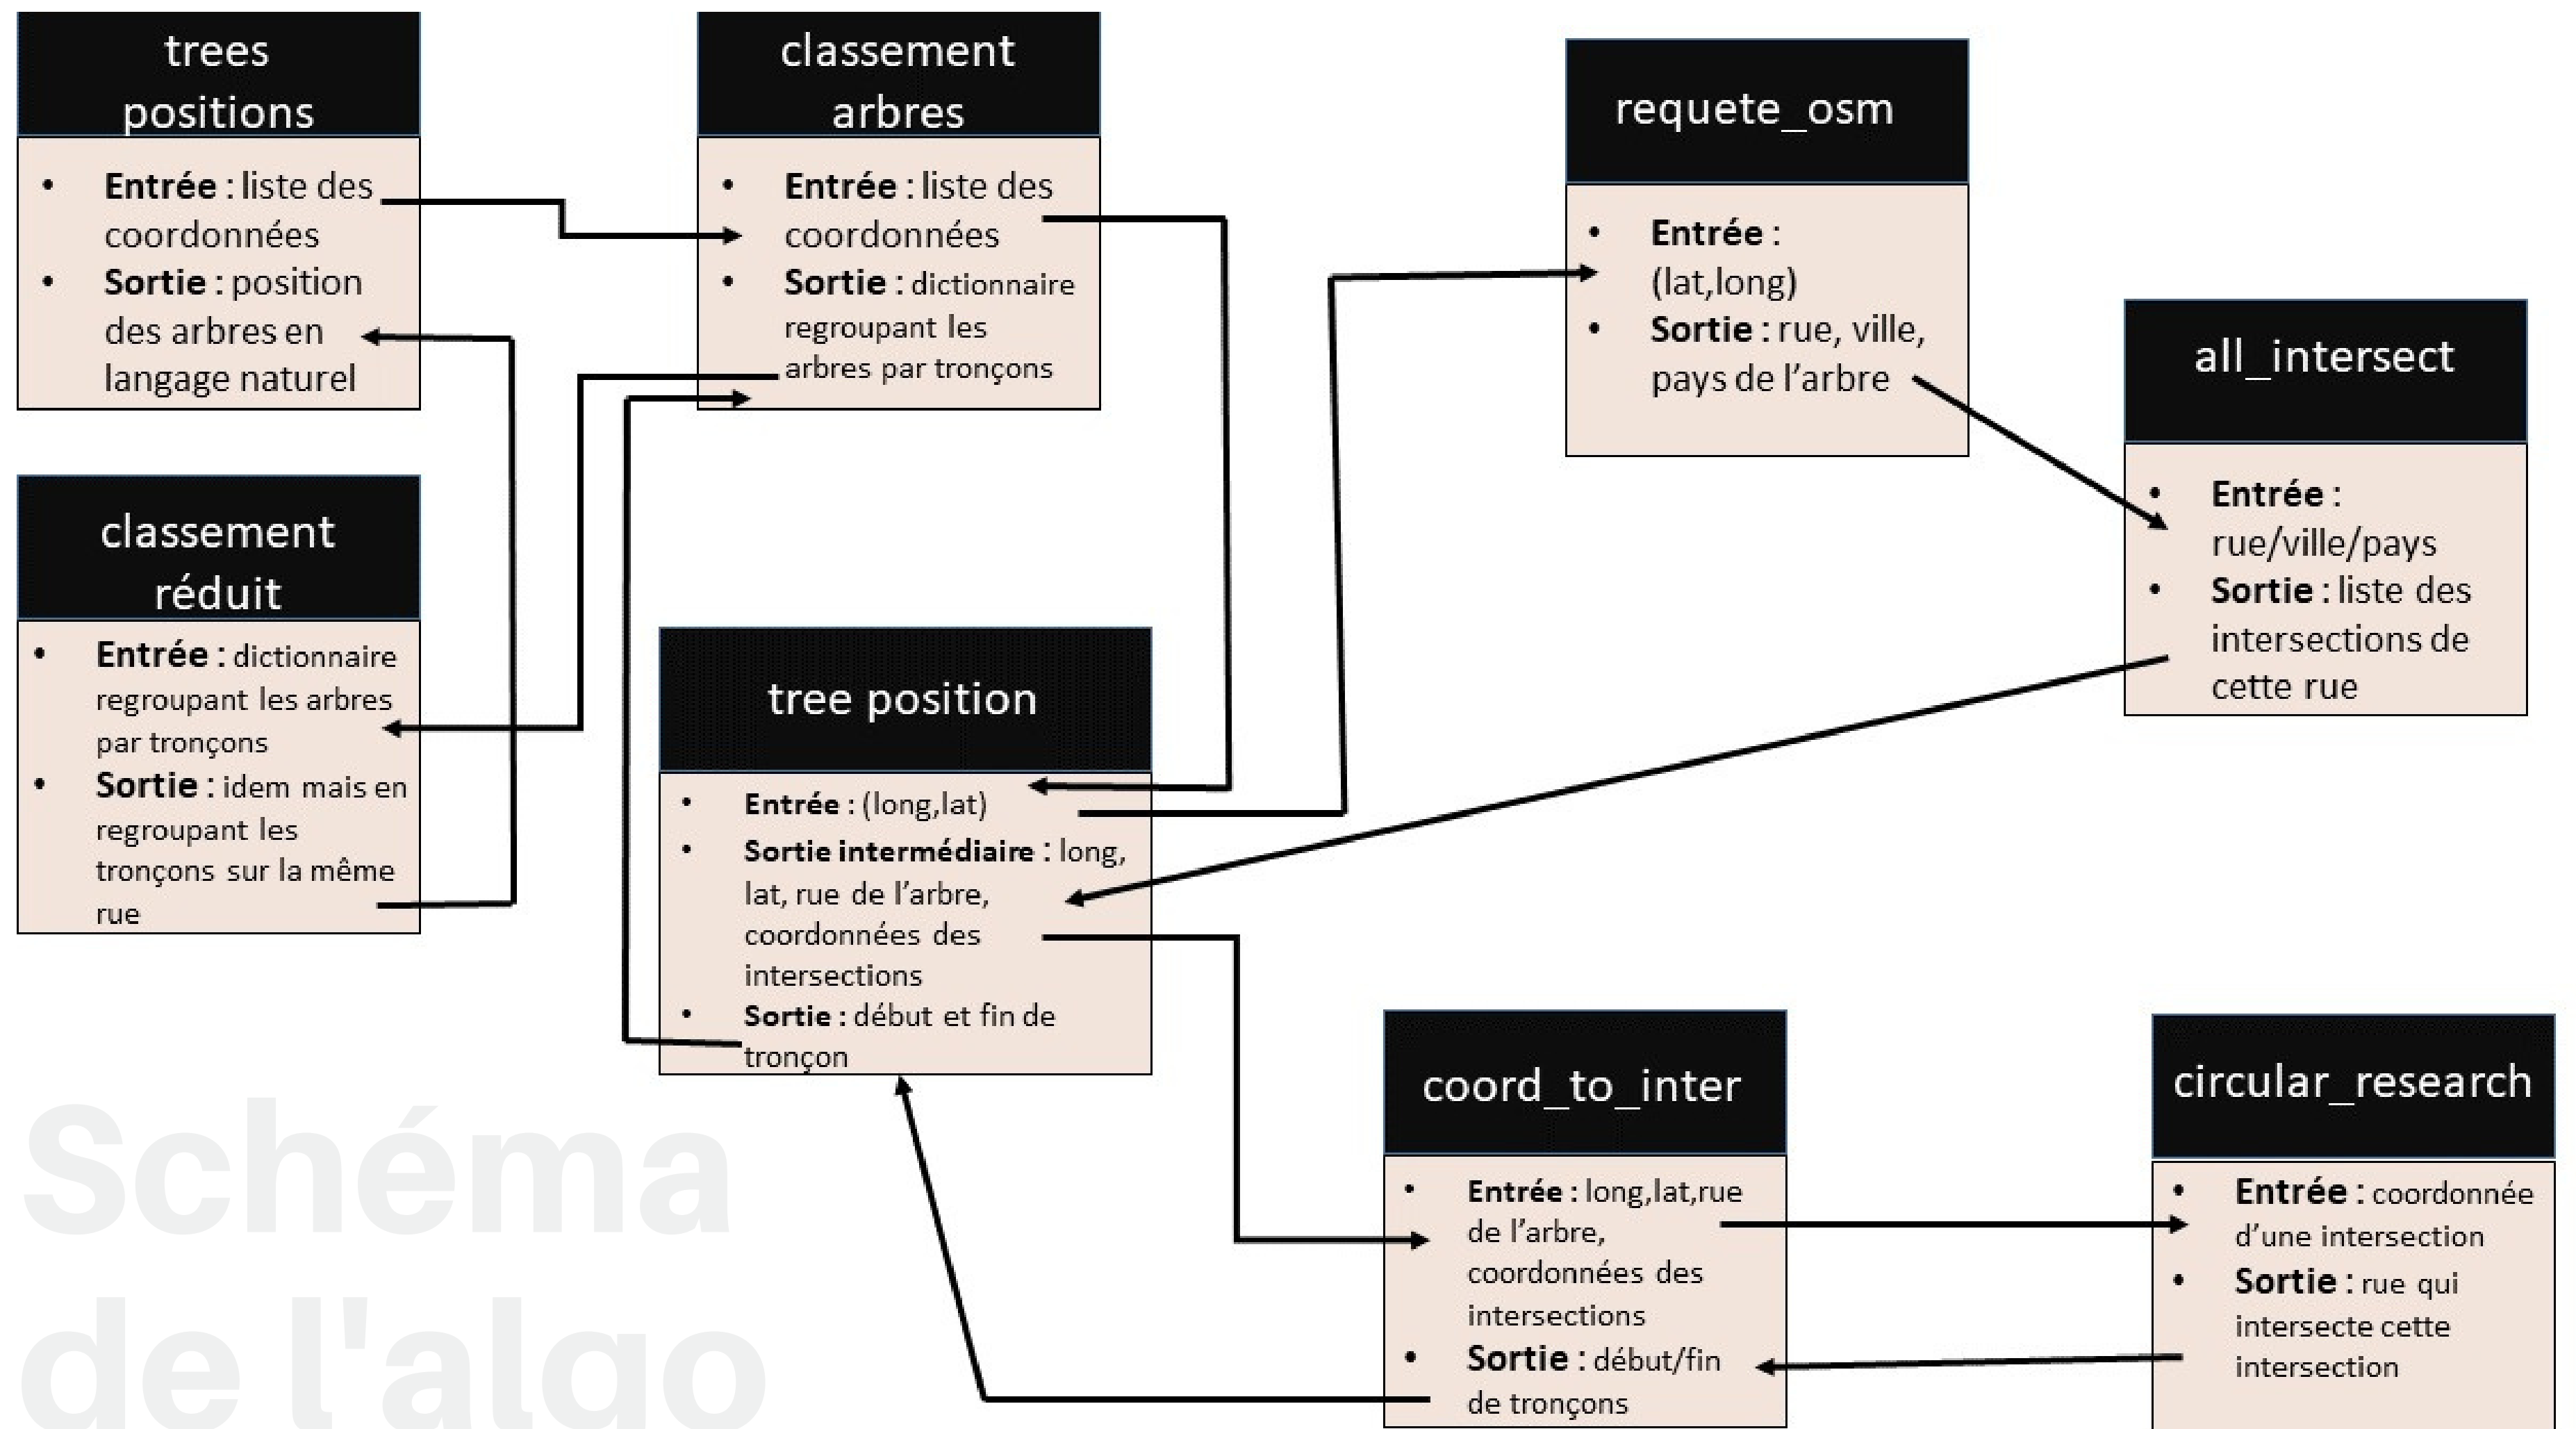 trees
positions
• Entrée : liste des
coordonnées
• Sortie : position
des arbres en
langage naturel
classement
arbres
• Entrée : liste des
coordonnées
• Sortie : dictionnaire
regroupant les
arbres par tronçons
requete_osm
• Entrée :
(lat,long)
• Sortie : rue, ville,
pays de l'arbre
all_intersect
• Entrée :
rue/ville/pays
• Sortie : liste des
intersections de
cette rue
classement
réduit
• Entrée : dictionnaire
regroupant les arbres
par tronçons
• Sortie : idem mais en
regroupant les
tronçons sur la même
rue
tree position
• Entrée : (long,lat)
• Sortie intermédiaire : long,
lat, rue de l'arbre,
coordonnées des
intersections
• Sortie : début et fin de
tronçon
coord_to_inter
• Entrée : long,lat,rue
de l'arbre,
coordonnées des
intersections
• Sortie : début/fin
de tronçons
circular_research
• Entrée : coordonnée
d'une intersection
• Sortie : rue qui
intersecte cette
intersection
Schéma
de l'algo